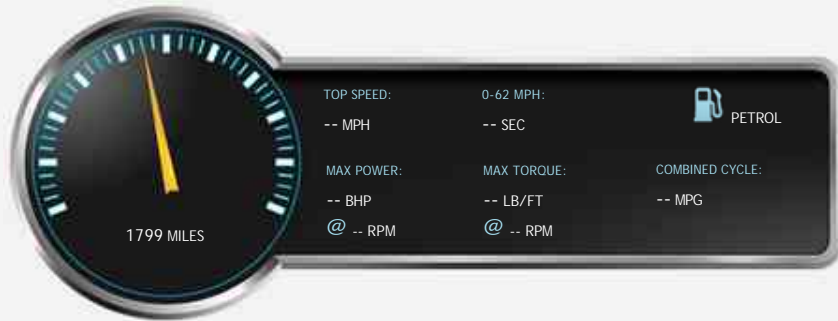 TOP SPEED:
-- MPH
0-62 MPH:
-- SEC
PETROL
MAX POWER:
-- BHP
@ -- RPM
MAX TORQUE:
-- LB/FT
@ -- RPM
COMBINED CYCLE:
-- MPG
1799 MILES